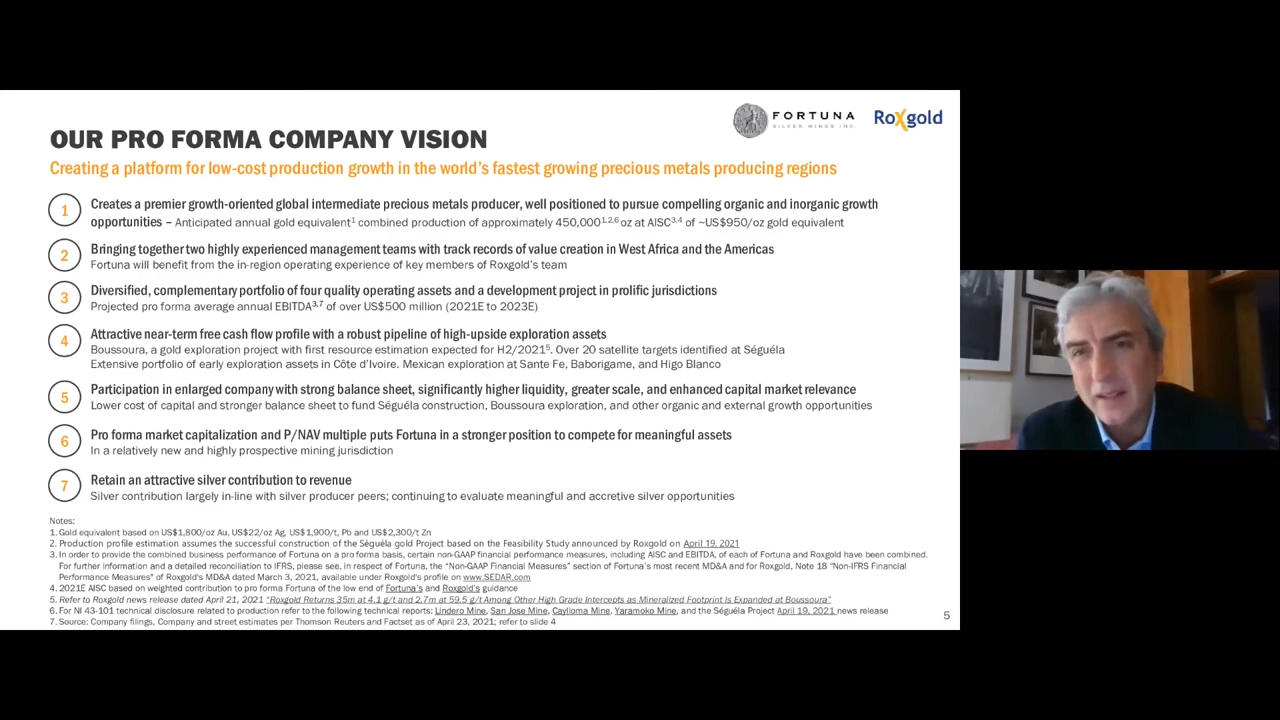 FORTUNA
SILVER MINES INC.
Roxgold
OUR PRO FORMA COMPANY VISION
Creating a platform for low-cost production growth in the world's fastest growing precious metals producing regions
1
Creates a premier growth-oriented global intermediate precious metals producer, well positioned to pursue compelling organic and inorganic growth
opportunities – Anticipated annual gold equivalent1 combined production of approximately 450,0001,2,6 oz at AISC3,4 of ~US$950/oz gold equivalent
2
Bringing together two highly experienced management teams with track records of value creation in West Africa and the Americas
Fortuna will benefit from the in-region operating experience of key members of Roxgold's team
3
Diversified, complementary portfolio of four quality operating assets and a development project in prolific jurisdictions
Projected pro forma average annual EBITDA3,7 of over US$500 million (2021E to 2023E)
4
Attractive near-term free cash flow profile with a robust pipeline of high-upside exploration assets
Boussoura, a gold exploration project with first resource estimation expected for H2/20215. Over 20 satellite targets identified at Séguéla
Extensive portfolio of early exploration assets in Côte d'Ivoire. Mexican exploration at Sante Fe, Baborigame, and Higo Blanco
5
Participation in enlarged company with strong balance sheet, significantly higher liquidity, greater scale, and enhanced capital market relevance
Lower cost of capital and stronger balance sheet to fund Séguéla construction, Boussoura exploration, and other organic and external growth opportunities
6
Pro forma market capitalization and P/NAV multiple puts Fortuna in a stronger position to compete for meaningful assets
In a relatively new and highly prospective mining jurisdiction
7
Retain an attractive silver contribution to revenue
Silver contribution largely in-line with silver producer peers; continuing to evaluate meaningful and accretive silver opportunities
Notes:
1. Gold equivalent based on US$1,800/oz Au, US$22/oz Ag, US$1,900/t, Pb and US$2,300/t Zn
2. Production profile estimation assumes the successful construction of the Séguéla gold Project based on the Feasibility Study announced by Roxgold on April 19, 2021
3. In order to provide the combined business performance of Fortuna on a pro forma basis, certain non-GAAP financial performance measures, including AISC and EBITDA, of each of Fortuna and Roxgold have been combined.
For further information and a detailed reconciliation to IFRS, please see, in respect of Fortuna, the "Non-GAAP Financial Measures" section of Fortuna's most recent MD&A and for Roxgold, Note 18 "Non-IFRS Financial
Performance Measures" of Roxgold's MD&A dated March 3, 2021, available under Roxgold's profile on www.SEDAR.com
4. 2021E AISC based on weighted contribution to pro forma Fortuna of the low end of Fortuna's and Roxgold's guidance
5. Refer to Roxgold news release dated April 21, 2021 "Roxgold Returns 35m at 4.1 g/t and 2.7m at 59.5 g/t Among Other High Grade Intercepts as Mineralized Footprint Is Expanded at Boussoura"
6. For NI 43-101 technical disclosure related to production refer to the following technical reports: Lindero Mine, San Jose Mine, Caylloma Mine, Yaramoko Mine, and the Séguéla Project April 19, 2021 news release
7. Source: Company filings, Company and street estimates per Thomson Reuters and Factset as of April 23, 2021; refer to slide 4
5